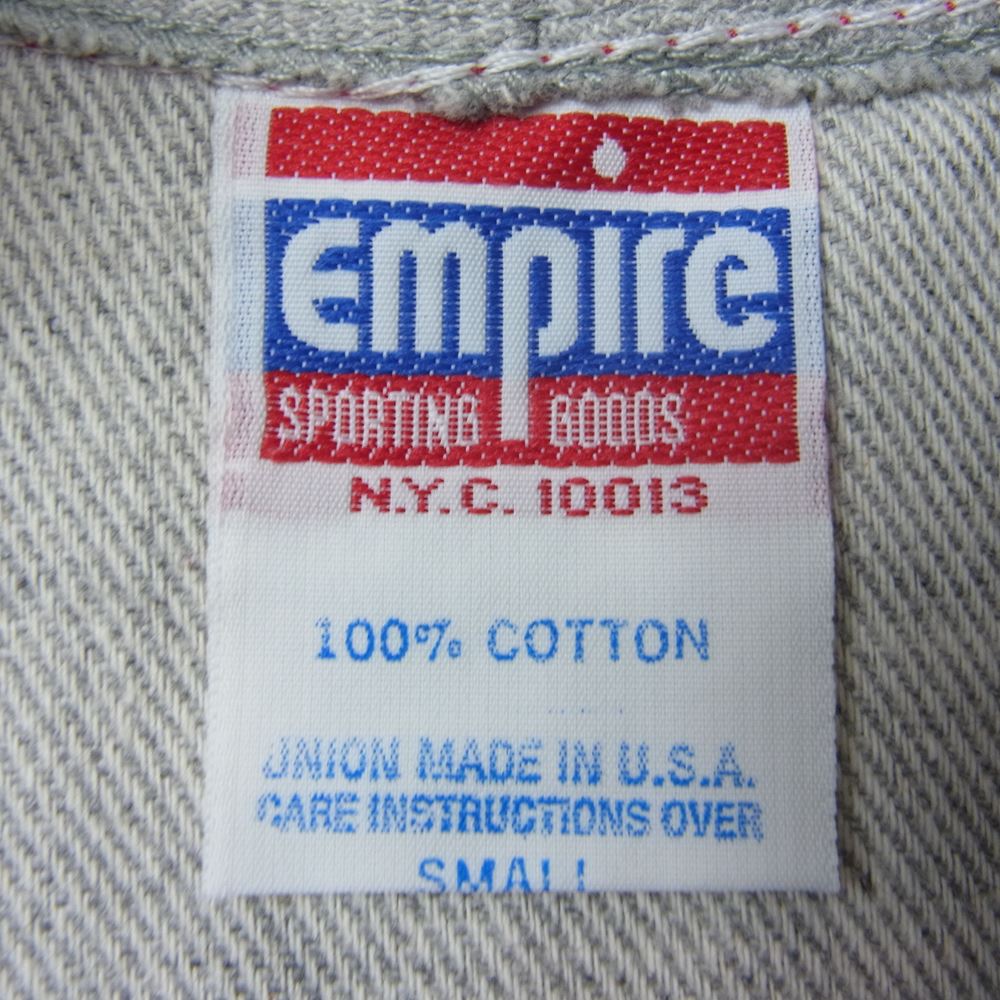 empire
SPORTING GOODS
N.Y.C. 10013
100% COTTON
UNION MADE IN U.S.A.
CARE INSTRUCTIONS OVER
SMALL